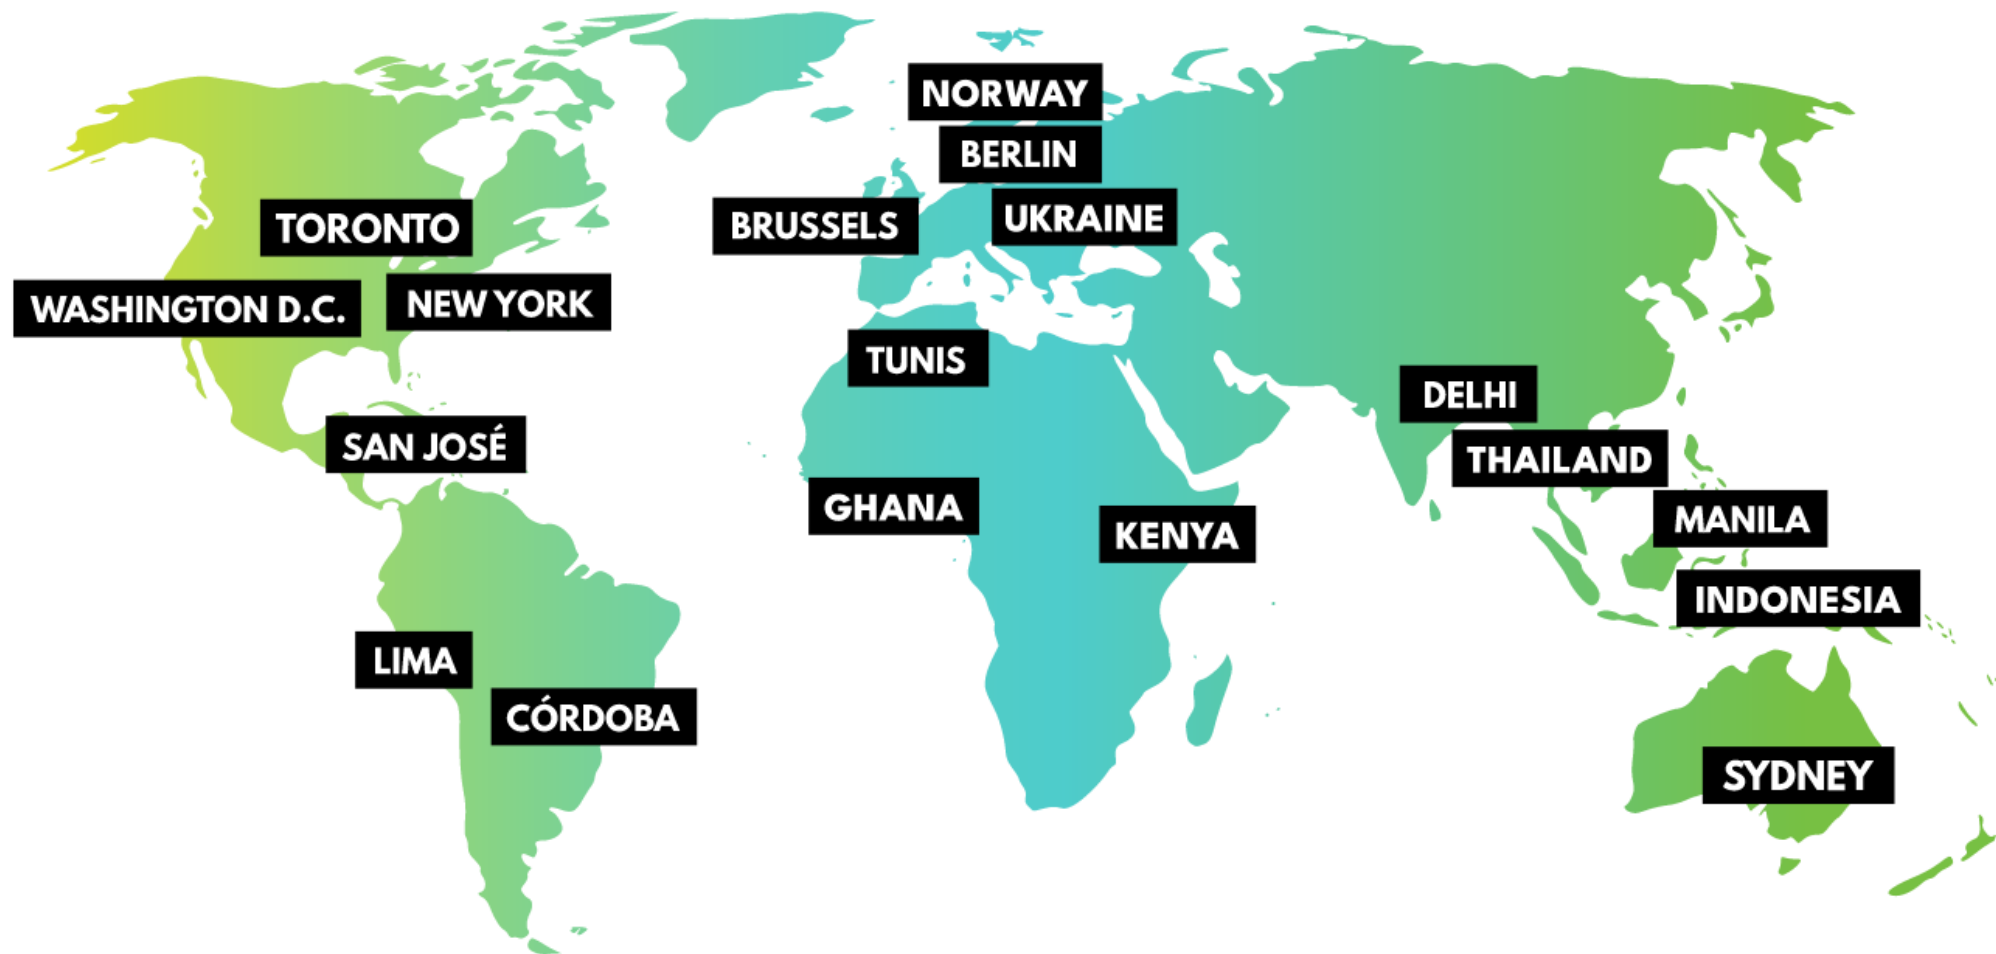 NORWAY
BERLIN
BRUSSELS
UKRAINE
TORONTO
WASHINGTON D.C.
NEW YORK
TUNIS
DELHI
SAN JOSÉ
THAILAND
GHANA
KENYA
MANILA
INDONESIA
LIMA
CÓRDOBA
SYDNEY